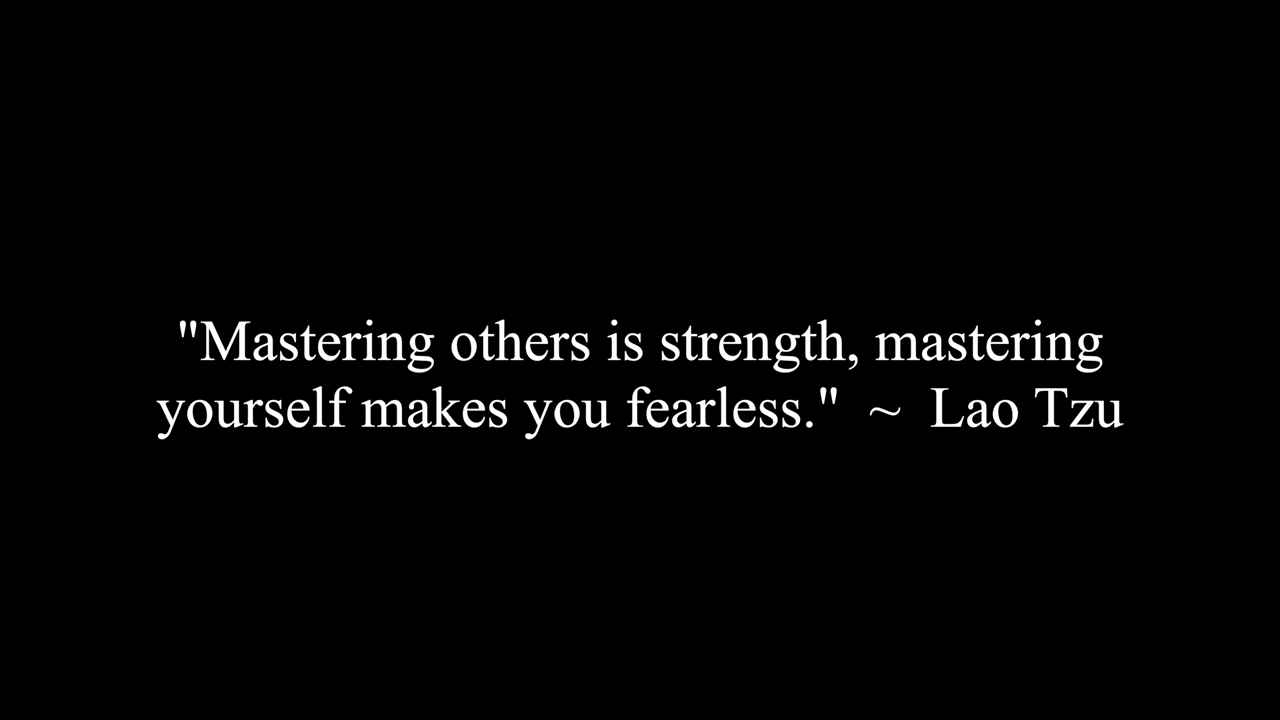 "Mastering others is strength, mastering
yourself makes you fearless."  ~  Lao Tzu